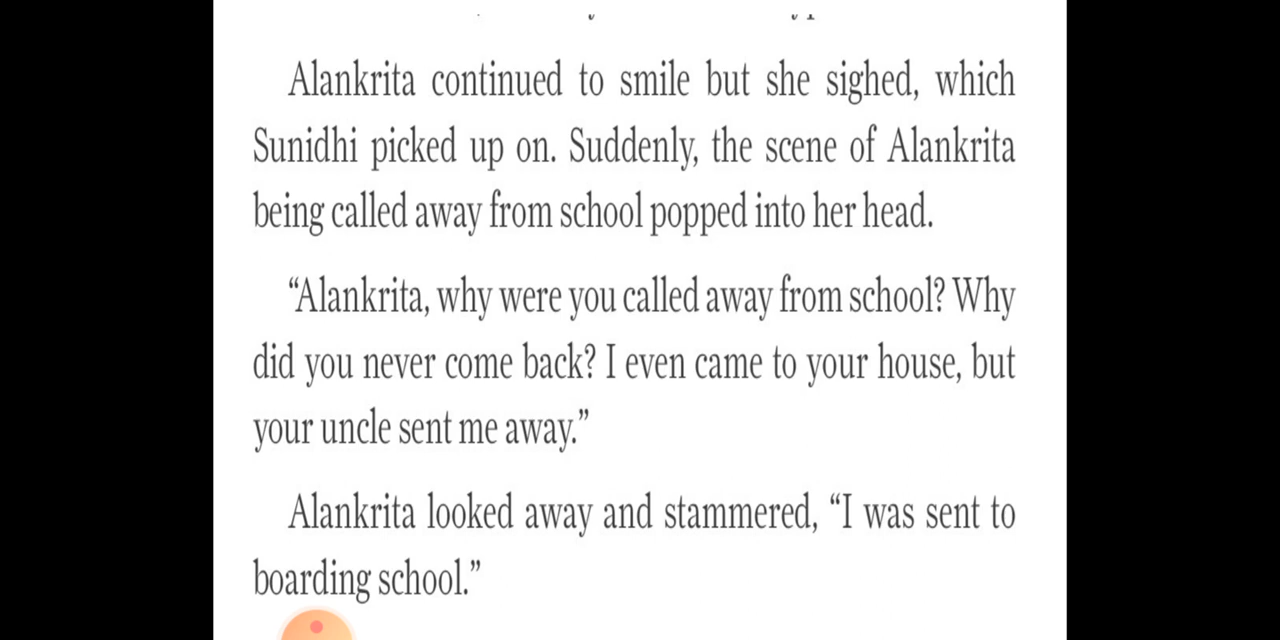 Alankrita continued to smile but she sighed, which
Sunidhi picked up on. Suddenly, the scene of Alankrita
being called away from school popped into her head.
“Alankrita, why were you called away from school? Why
did you never come back? I even came to your house, but
your uncle sent me away.”
Alankrita looked away and stammered, “I was sent to
boarding school.”